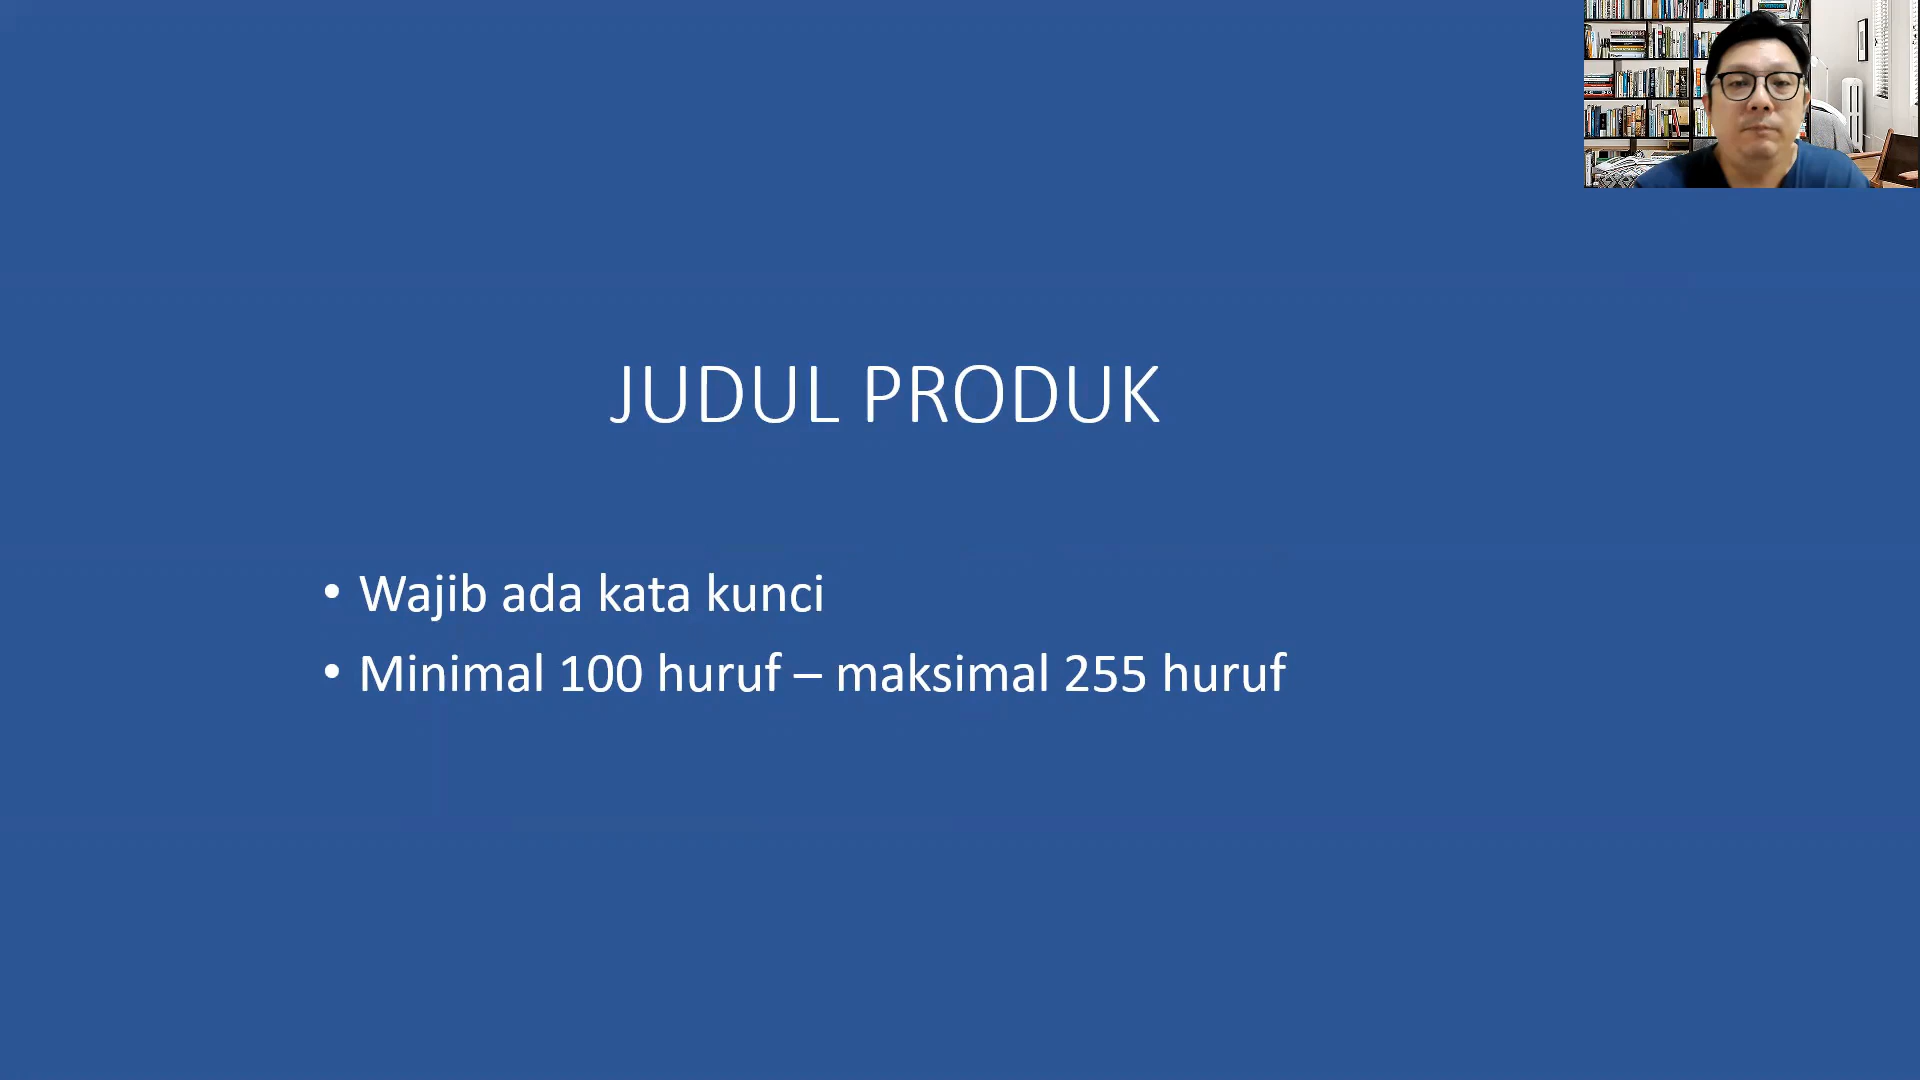 JUDUL PRODUK
• Wajib ada kata kunci
• Minimal 100 huruf – maksimal 255 huruf